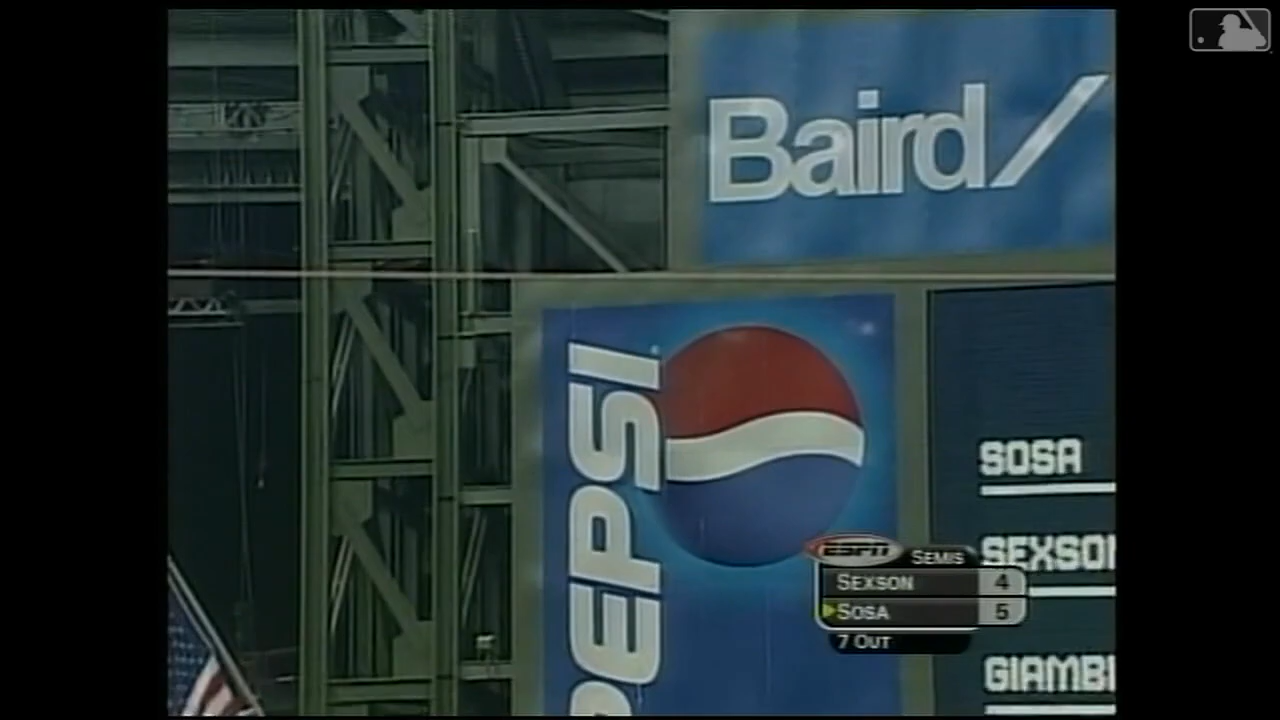 Baird
PEPSI
®
SOSA
SEXSON
GIAMBI
ESPN SEMIS
SEXSON 4
SOSA 5
7 OUT